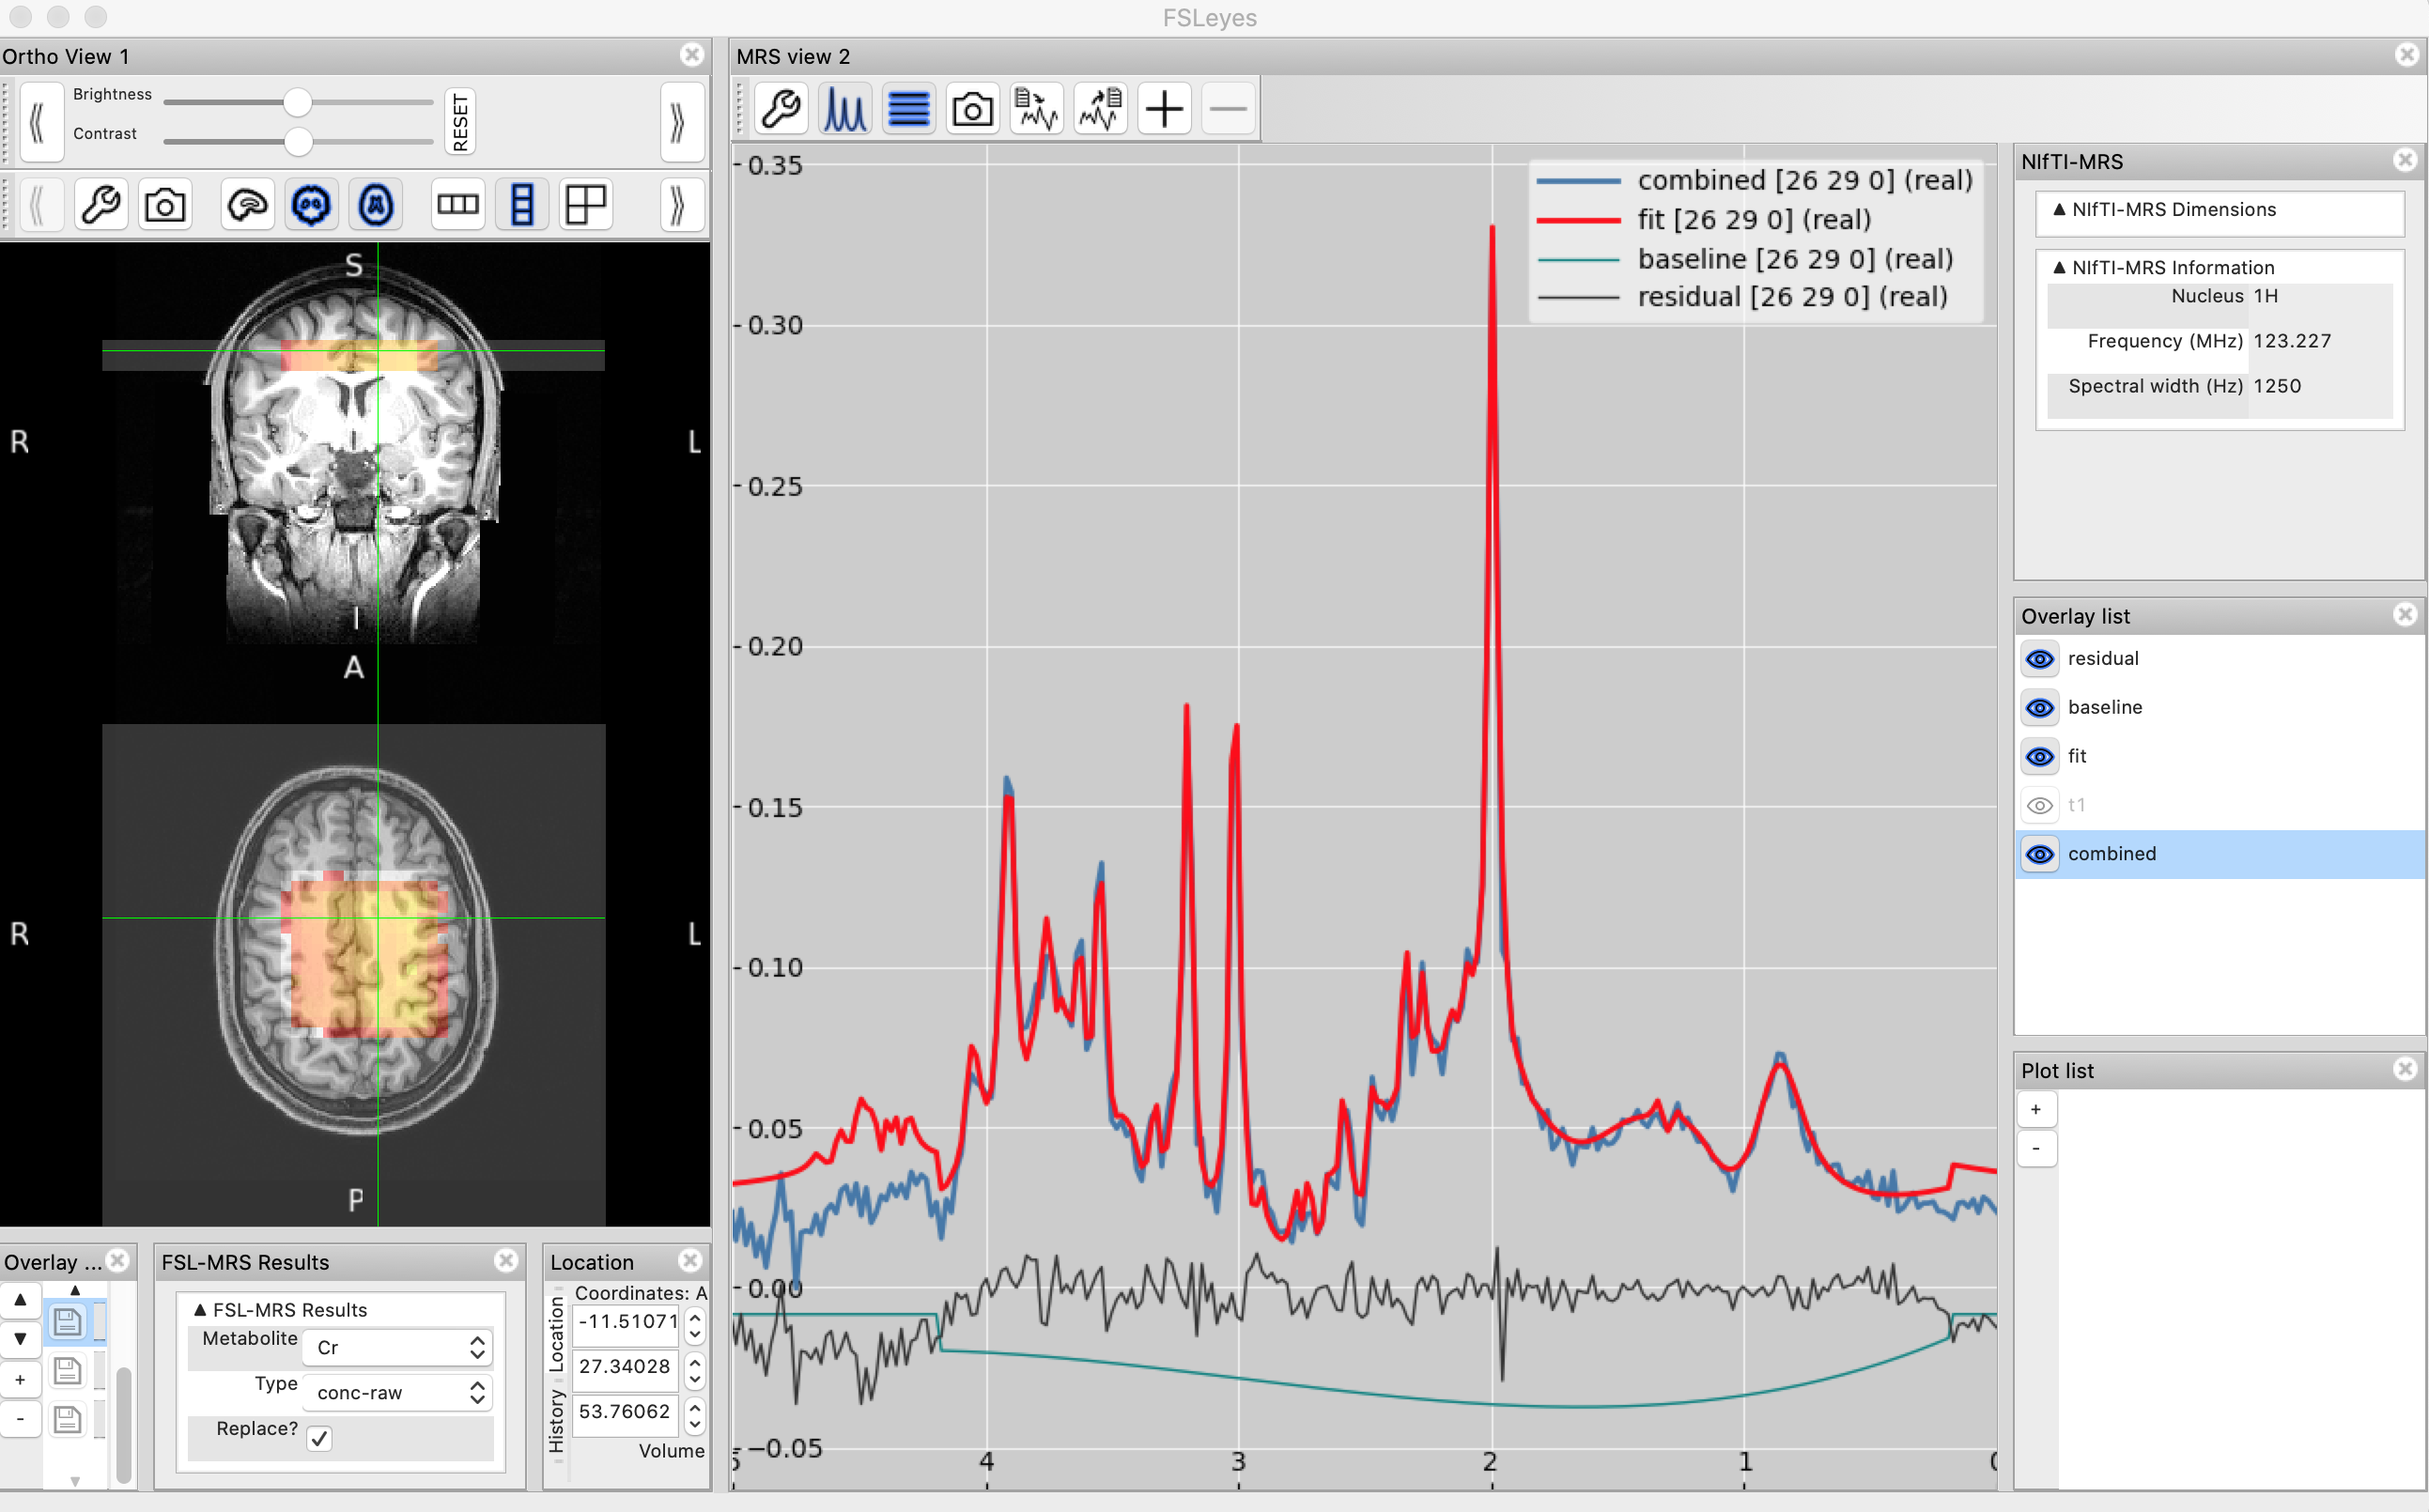 FSLeyes
Ortho View 1
Brightness
Contrast
RESET
S
R
L
I
A
R
L
P
Overlay ...
FSL-MRS Results
▲ FSL-MRS Results
Metabolite Cr
Type conc-raw
Replace?
Location
Location
History
Coordinates: A
-11.51071
27.34028
53.76062
Volume
MRS view 2
combined [26 29 0] (real)
fit [26 29 0] (real)
baseline [26 29 0] (real)
residual [26 29 0] (real)
0.35
0.30
0.25
0.20
0.15
0.10
0.05
0.00
−0.05
5 4 3 2 1 0
NIfTI-MRS
▲ NIfTI-MRS Dimensions
▲ NIfTI-MRS Information
Nucleus 1H
Frequency (MHz) 123.227
Spectral width (Hz) 1250
Overlay list
residual
baseline
fit
t1
combined
Plot list
+
-